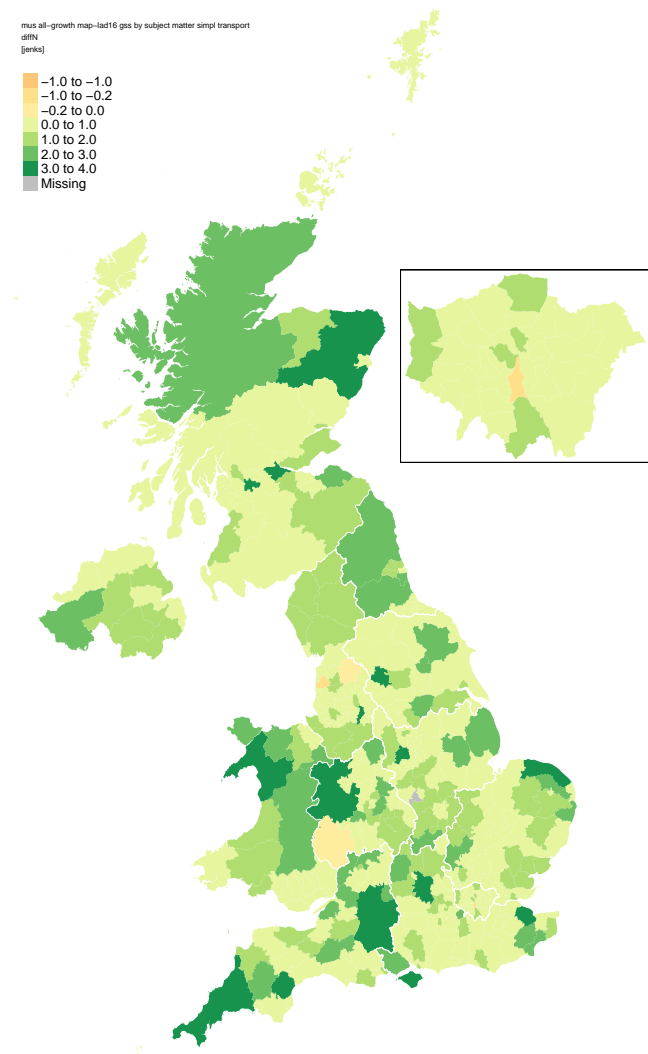 mus all−growth map−lad16 gss by subject matter simpl transport
diffN
[jenks]
−1.0 to −1.0
−1.0 to −0.2
−0.2 to 0.0
0.0 to 1.0
1.0 to 2.0
2.0 to 3.0
3.0 to 4.0
Missing